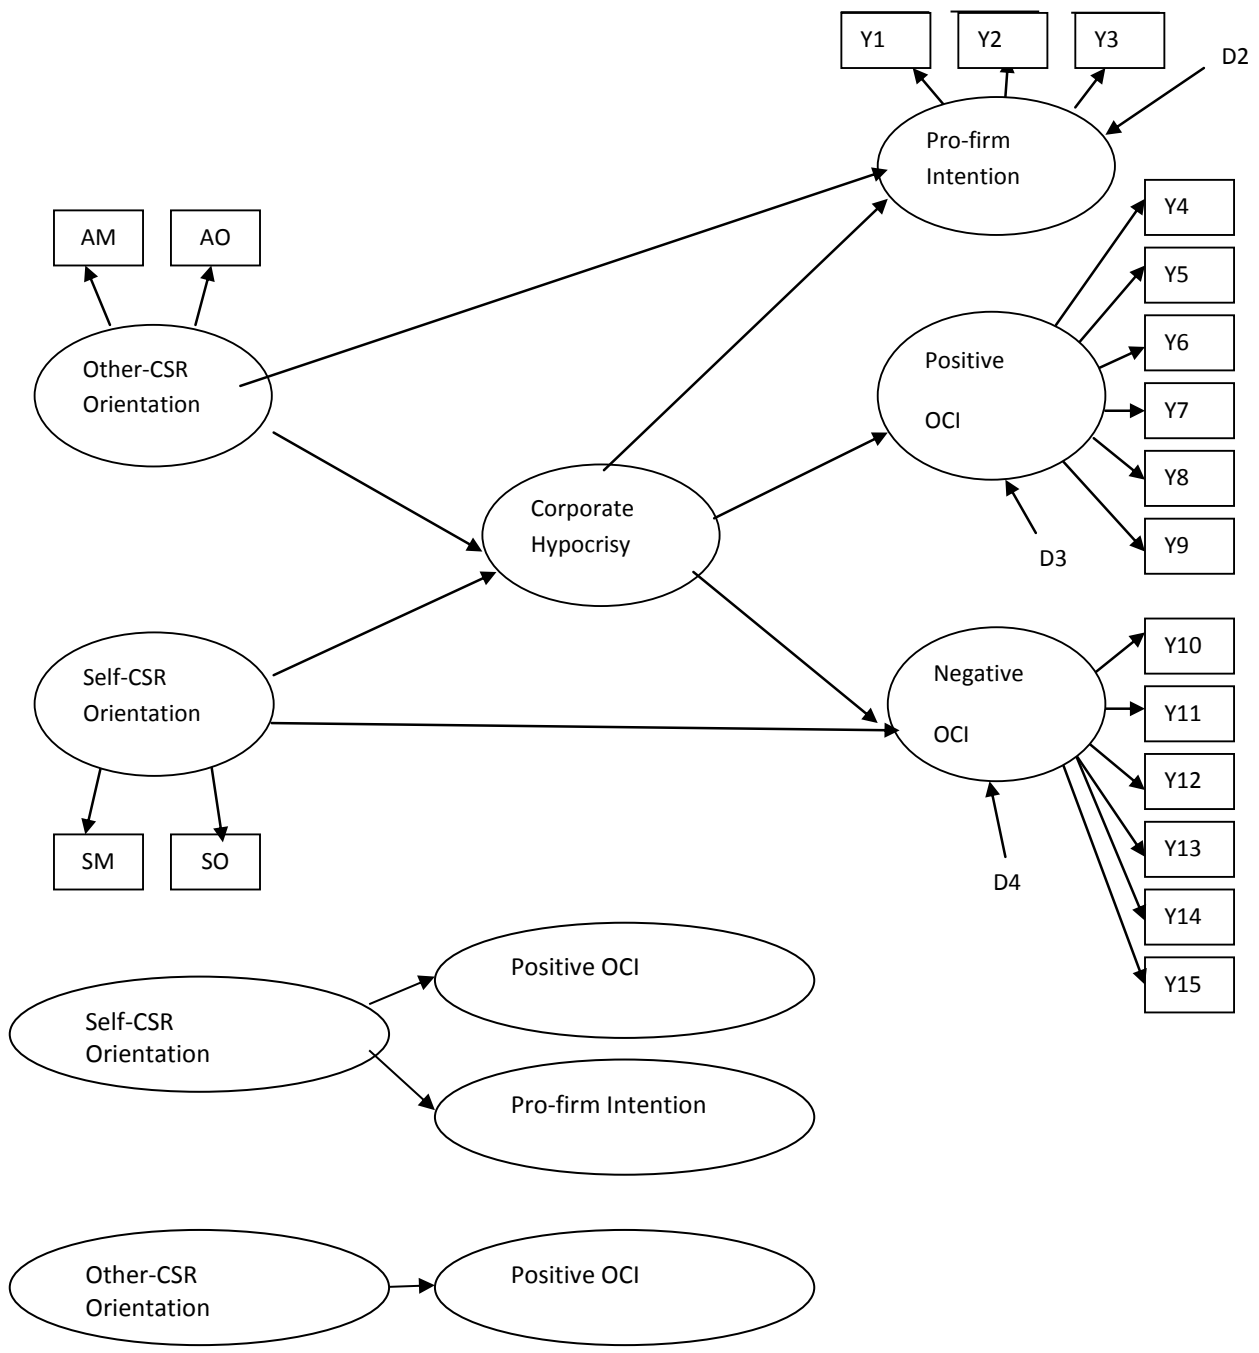 Y1
Y2
Y3
D2
Pro-firm
Intention
Y4
AM
AO
Y5
Y6
Other-CSR
Orientation
Positive
OCI
Y7
Y8
Y9
D3
Corporate
Hypocrisy
Y10
Self-CSR
Orientation
Negative
OCI
Y11
Y12
Y13
SM
SO
D4
Y14
Y15
Self-CSR
Orientation
Positive OCI
Pro-firm Intention
Other-CSR
Orientation
Positive OCI